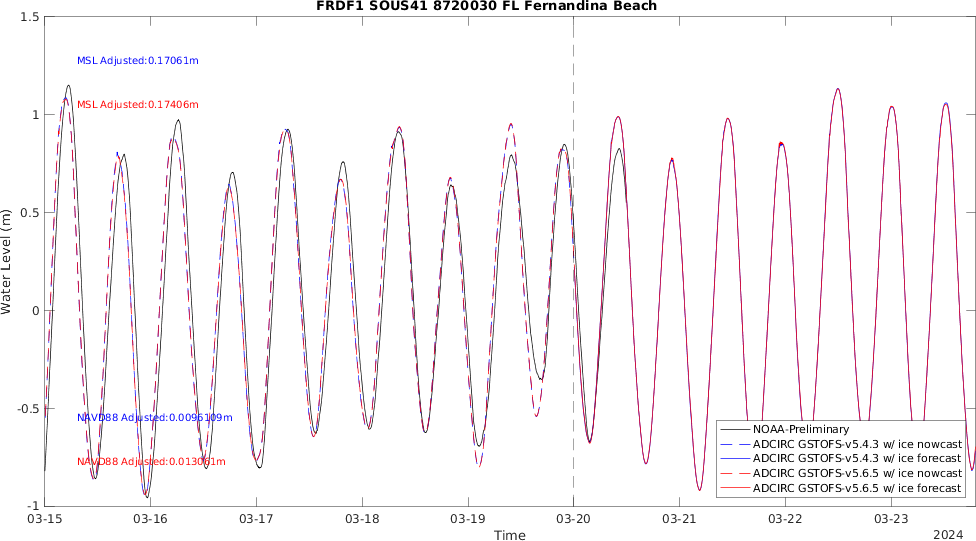 FRDF1 SOUS41 8720030 FL Fernandina Beach
1.5
1
0.5
0
-0.5
-1
Water Level (m)
MSL Adjusted:0.17061m
MSL Adjusted:0.17406m
NAVD88 Adjusted:0.0096109m
NAVD88 Adjusted:0.013061m
NOAA-Preliminary
ADCIRC GSTOFS-v5.4.3 w/ ice nowcast
ADCIRC GSTOFS-v5.4.3 w/ ice forecast
ADCIRC GSTOFS-v5.6.5 w/ ice nowcast
ADCIRC GSTOFS-v5.6.5 w/ ice forecast
03-15 03-16 03-17 03-18 03-19 03-20 03-21 03-22 03-23
Time
2024